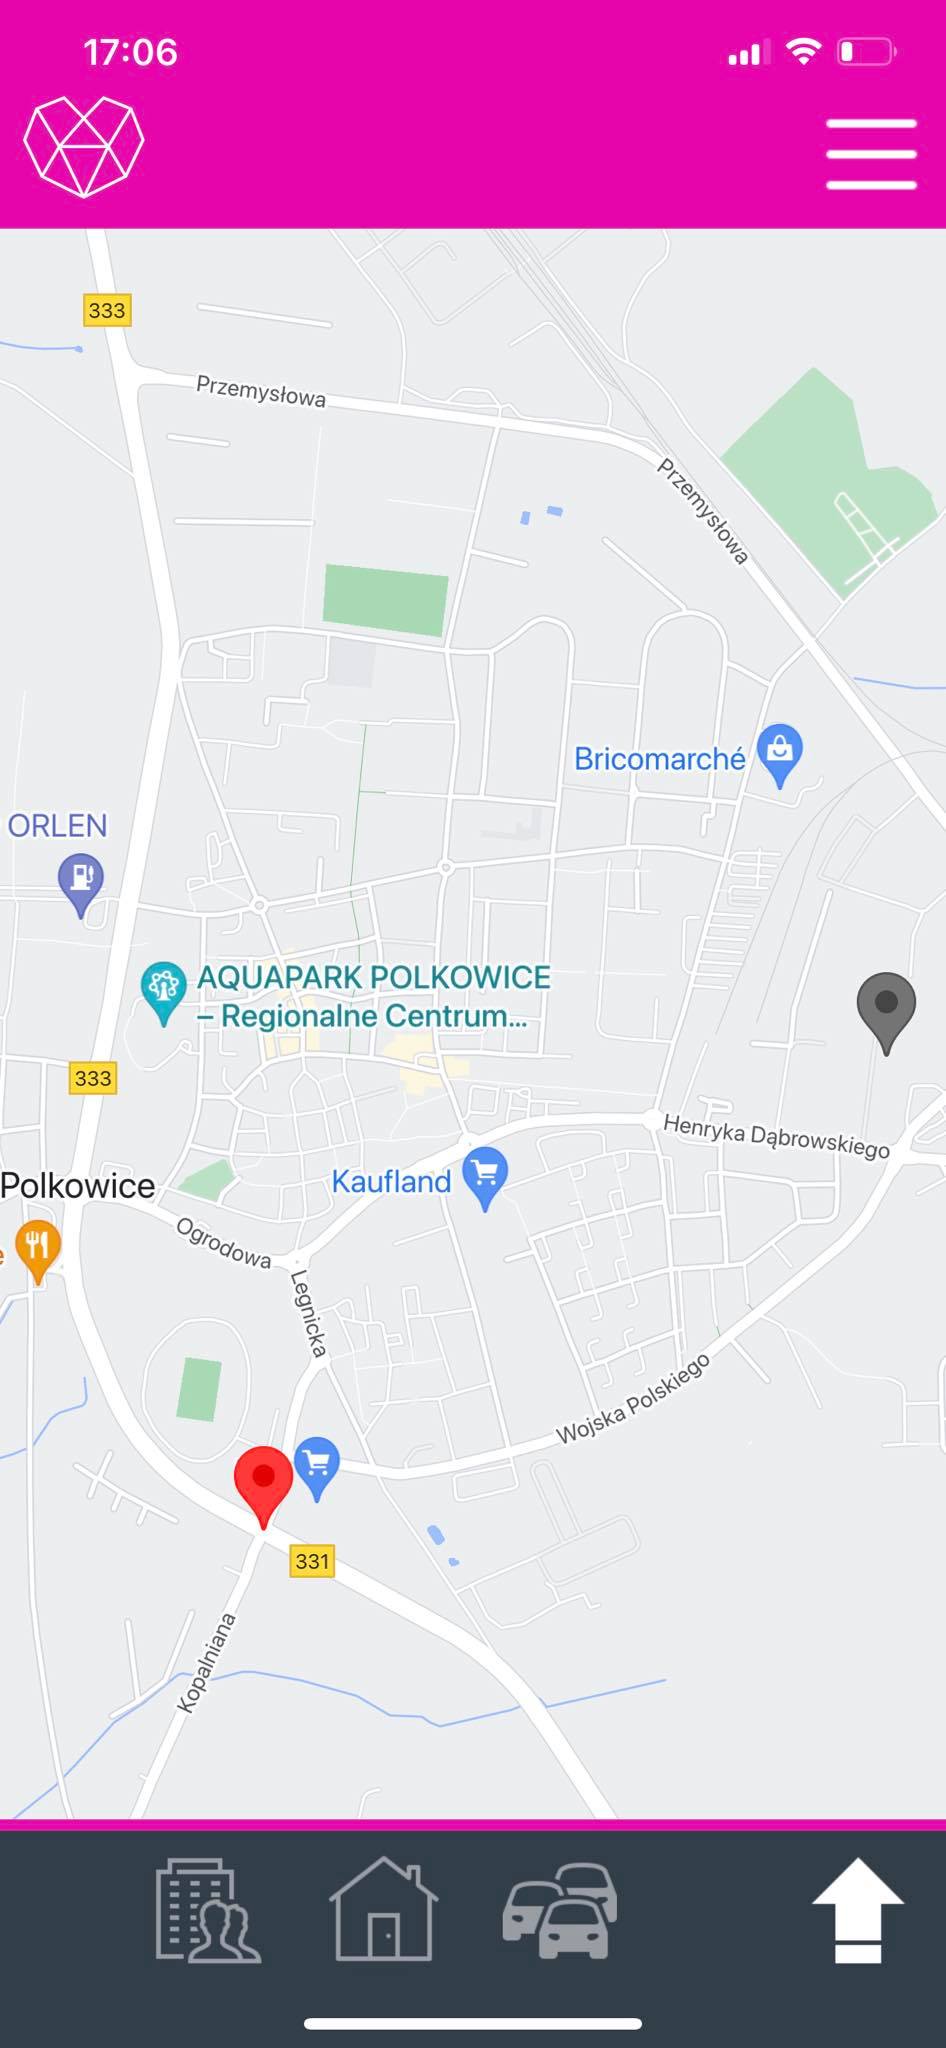 17:06
333
Przemysłowa
Przemysłowa
Bricomarché
ORLEN
AQUAPARK POLKOWICE
– Regionalne Centrum...
333
Henryka Dąbrowskiego
Kaufland
Polkowice
Ogrodowa
e
Legnicka
Wojska Polskiego
331
Kopalniana